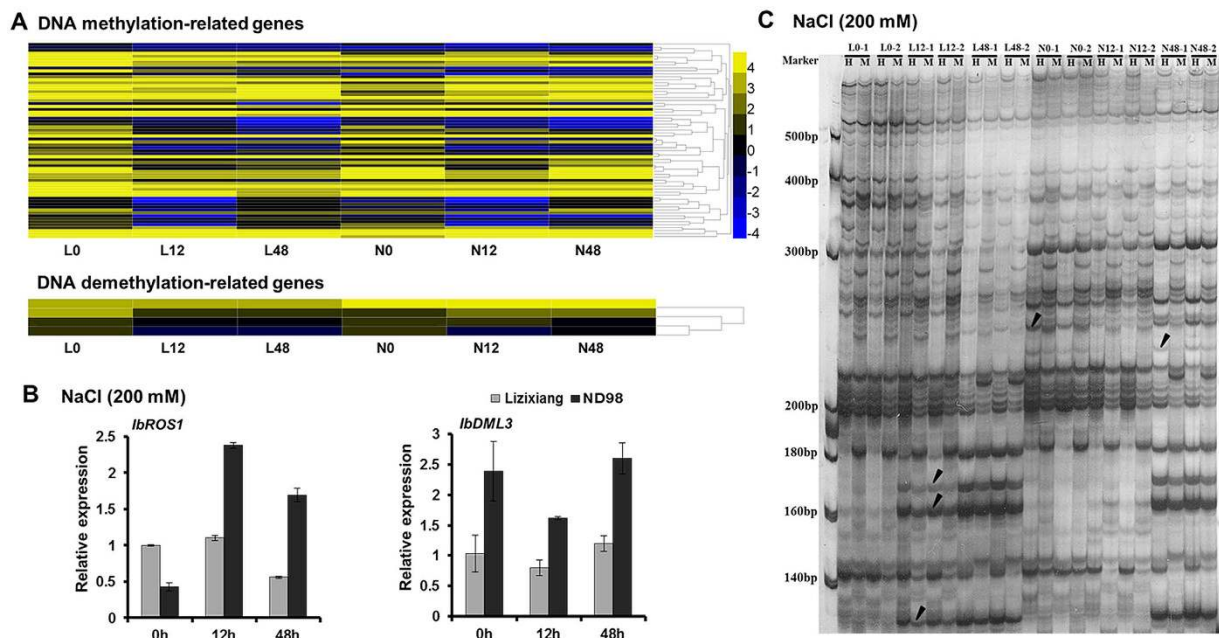 A DNA methylation-related genes
4
3
2
1
0
-1
-2
-3
-4
L0 L12 L48 N0 N12 N48
DNA demethylation-related genes
L0 L12 L48 N0 N12 N48
B NaCl (200 mM)
Lizixiang ND98
IbROS1
Relative expression
2.5
2
1.5
1
0.5
0
0h 12h 48h
IbDML3
Relative expression
3
2.5
2
1.5
1
0.5
0
0h 12h 48h
C NaCl (200 mM)
L0-1 L0-2 L12-1 L12-2 L48-1 L48-2 N0-1 N0-2 N12-1 N12-2 N48-1 N48-2
Marker H M H M H M H M H M H M H M H M H M H M H M H M
500bp
400bp
300bp
200bp
180bp
160bp
140bp